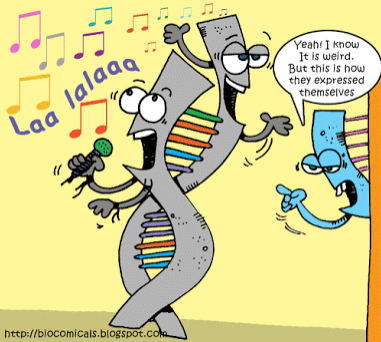 Laa lalaaa
Yeah! I know
It is weird.
But this is how
they expressed
themselves
http://biocomicals.blogspot.com